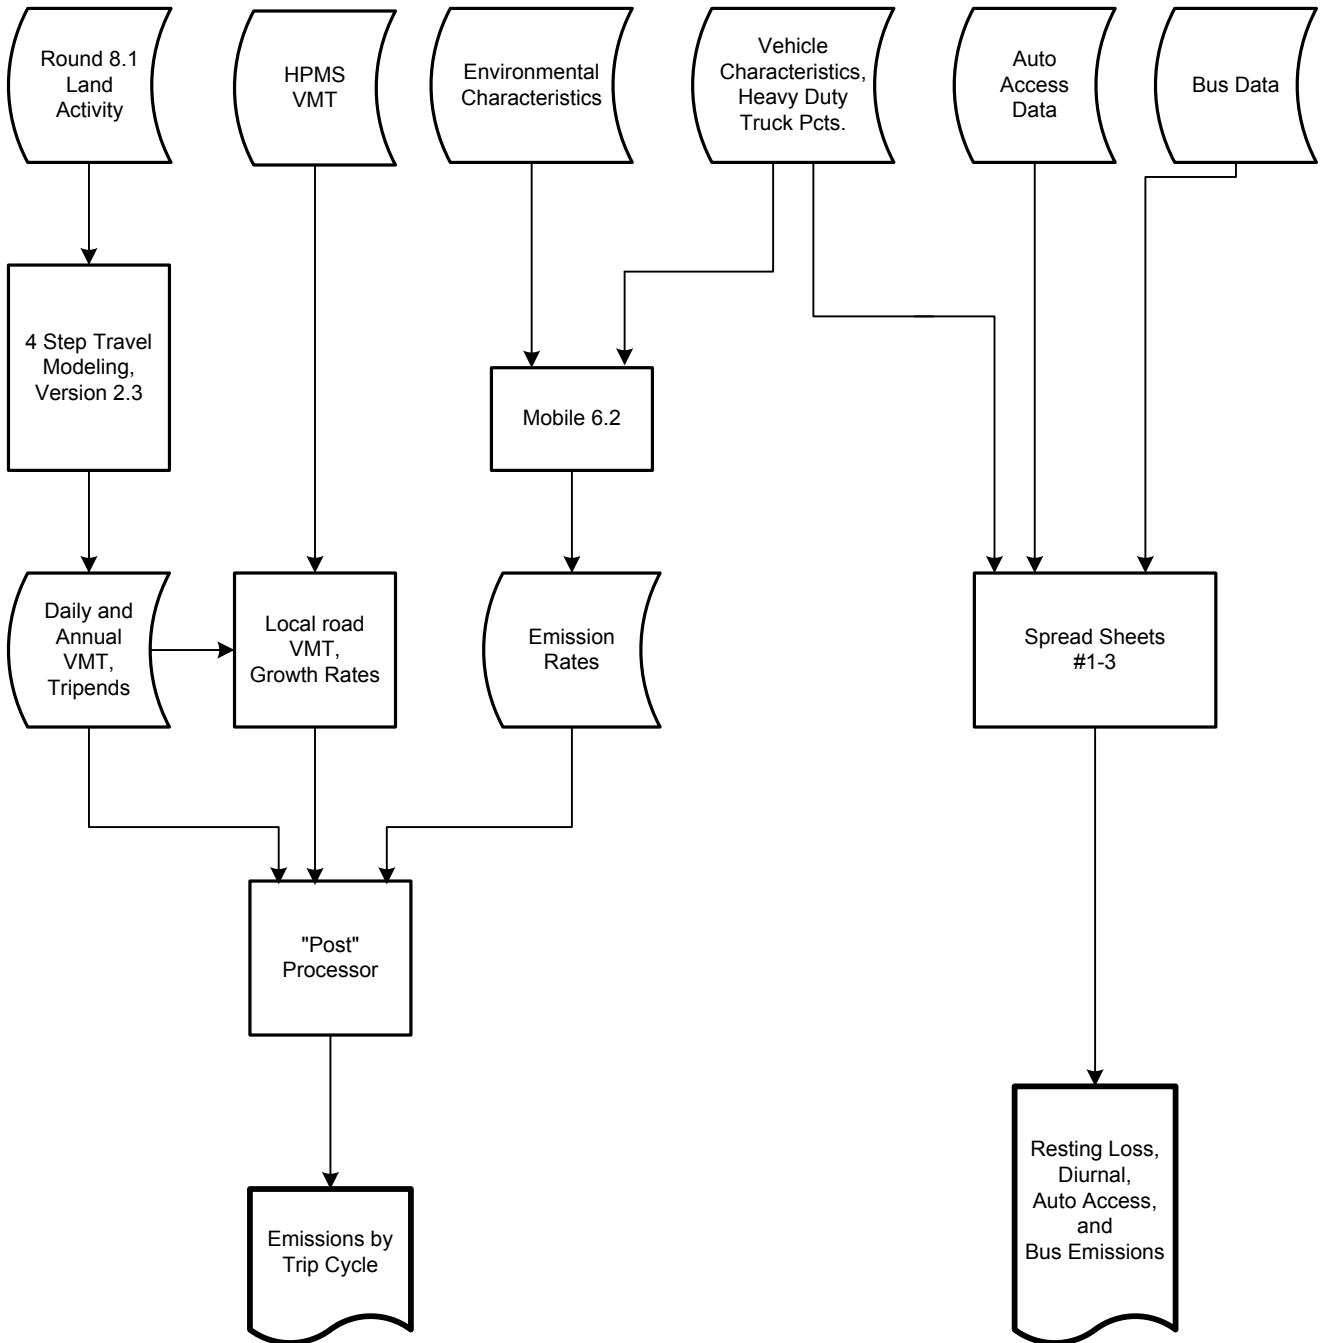 Round 8.1
Land
Activity
HPMS
VMT
Environmental
Characteristics
Vehicle
Characteristics,
Heavy Duty
Truck Pcts.
Auto
Access
Data
Bus Data
4 Step Travel
Modeling,
Version 2.3
Mobile 6.2
Daily and
Annual
VMT,
Tripends
Local road
VMT,
Growth Rates
Emission
Rates
Spread Sheets
#1-3
"Post"
Processor
Emissions by
Trip Cycle
Resting Loss,
Diurnal,
Auto Access,
and
Bus Emissions